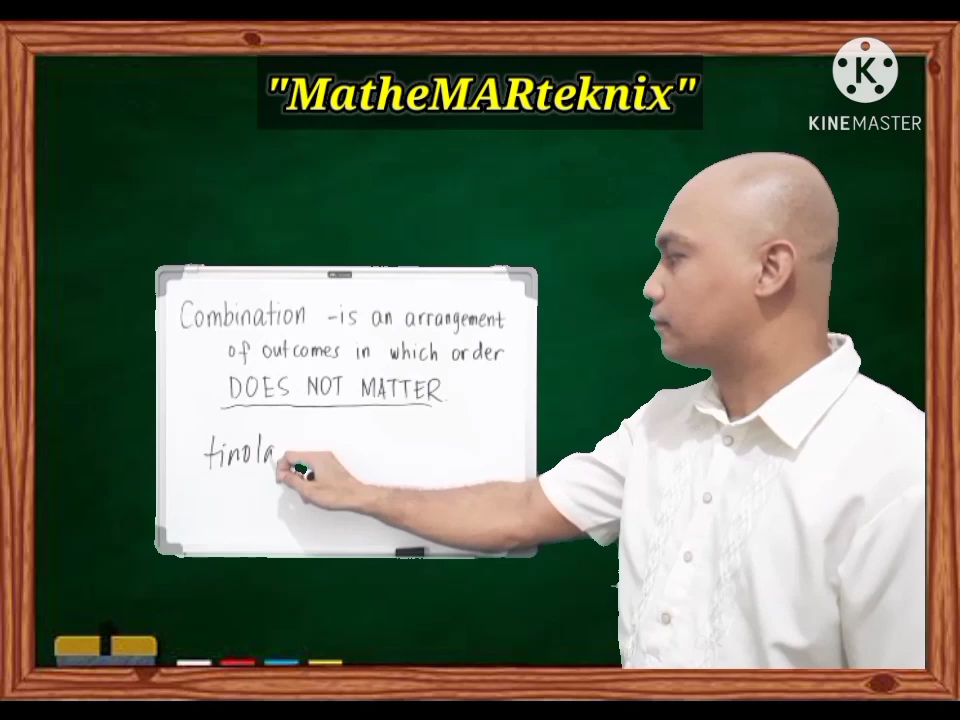 "MatheMARteknix"
K
KINEMASTER
Combination - is an arrangement
of outcomes in which order
DOES NOT MATTER.
tinola